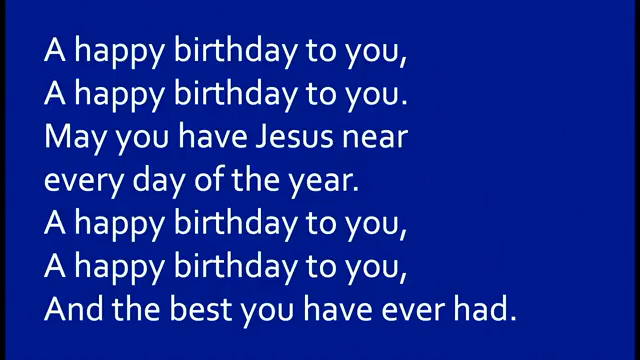 A happy birthday to you,
A happy birthday to you.
May you have Jesus near
every day of the year.
A happy birthday to you,
A happy birthday to you,
And the best you have ever had.